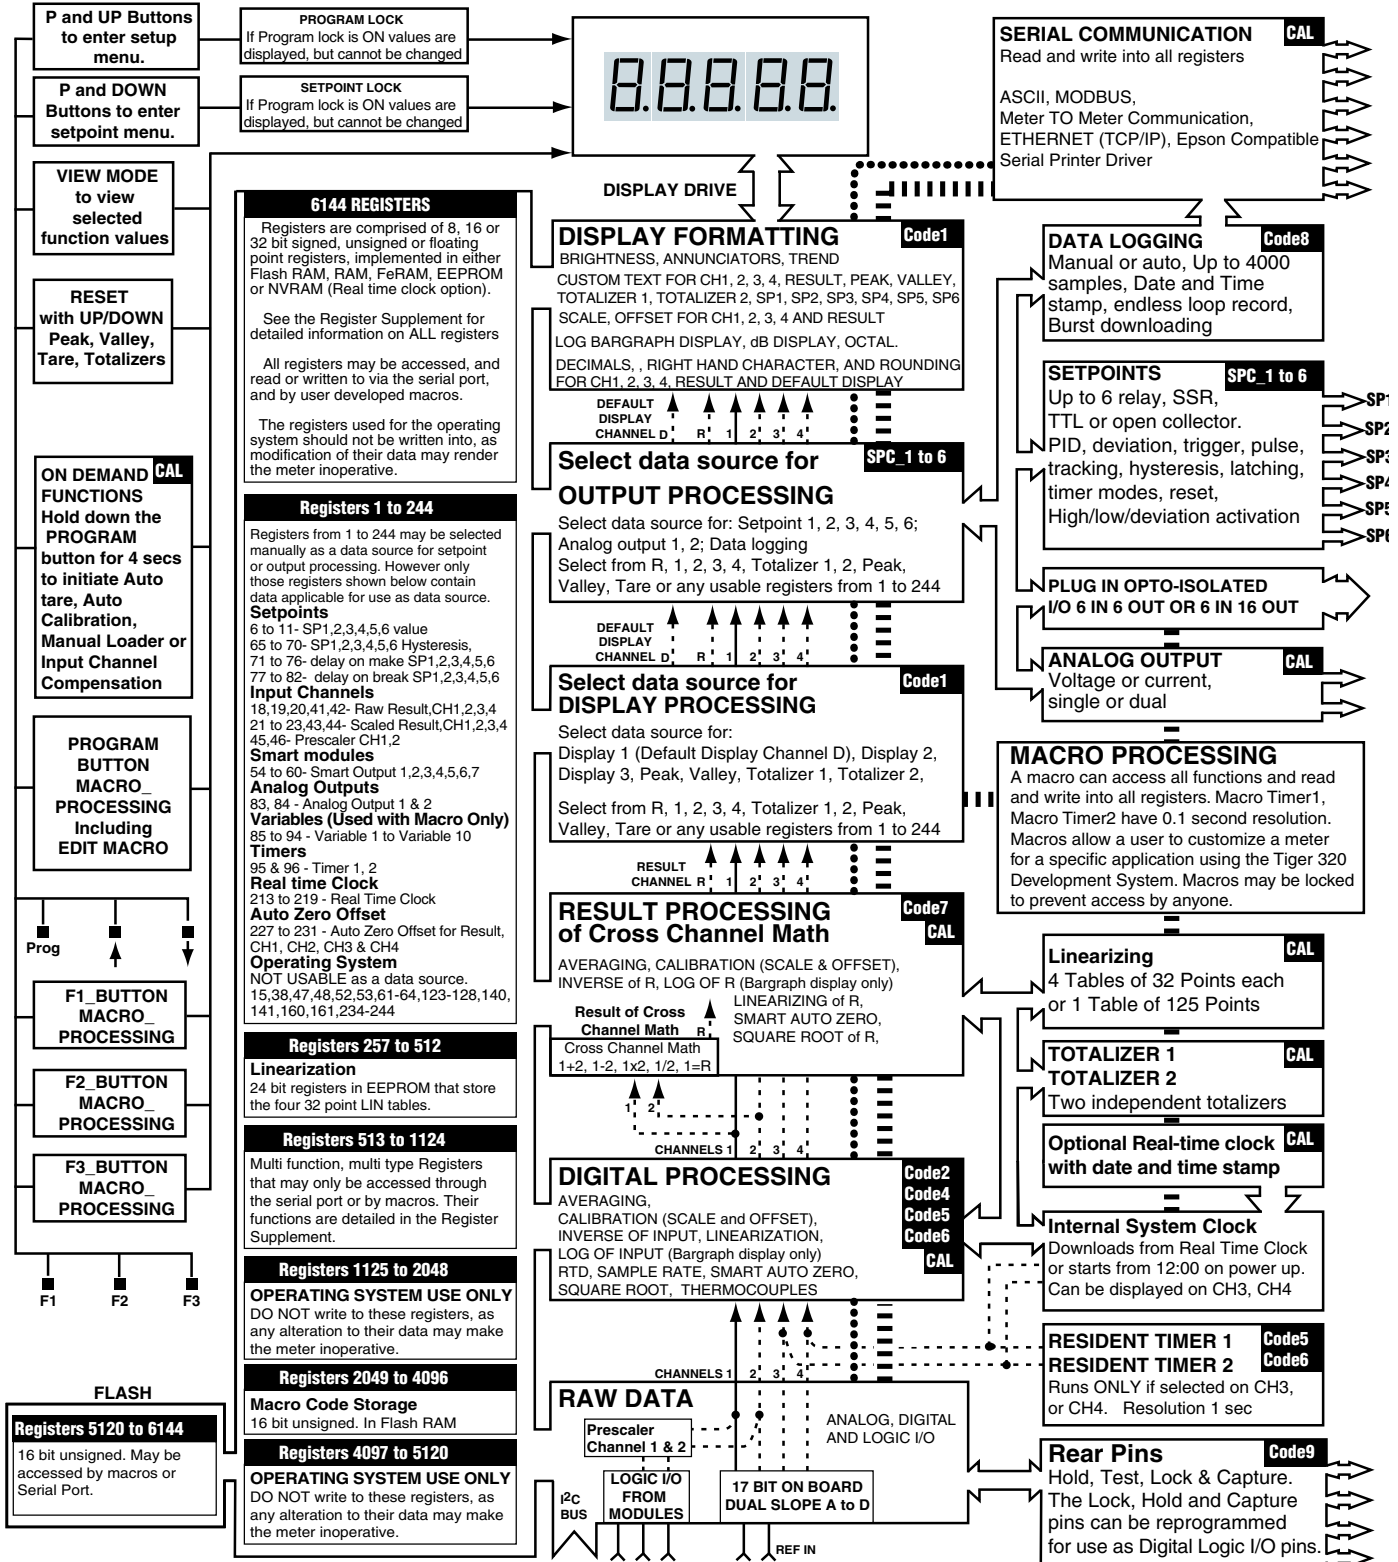 P and UP Buttons
to enter setup
menu.
PROGRAM LOCK
If Program lock is ON values are
displayed, but cannot be changed
P and DOWN
Buttons to enter
setpoint menu.
SETPOINT LOCK
If Program lock is ON values are
displayed, but cannot be changed
VIEW MODE
to view
selected
function values
RESET
with UP/DOWN
Peak, Valley,
Tare, Totalizers
ON DEMAND CAL
FUNCTIONS
Hold down the
PROGRAM
button for 4 secs
to initiate Auto
tare, Auto
Calibration,
Manual Loader or
Input Channel
Compensation
PROGRAM
BUTTON
MACRO_
PROCESSING
Including
EDIT MACRO
Prog
F1_BUTTON
MACRO_
PROCESSING
F2_BUTTON
MACRO_
PROCESSING
F3_BUTTON
MACRO_
PROCESSING
F1 F2 F3
FLASH
Registers 5120 to 6144
16 bit unsigned. May be
accessed by macros or
Serial Port.
6144 REGISTERS
Registers are comprised of 8, 16 or
32 bit signed, unsigned or floating
point registers, implemented in either
Flash RAM, RAM, FeRAM, EEPROM
or NVRAM (Real time clock option).
See the Register Supplement for
detailed information on ALL registers
All registers may be accessed, and
read or written to via the serial port,
and by user developed macros.
The registers used for the operating
system should not be written into, as
modification of their data may render
the meter inoperative.
Registers 1 to 244
Registers from 1 to 244 may be selected
manually as a data source for setpoint
or output processing. However only
those registers shown below contain
data applicable for use as data source.
Setpoints
6 to 11- SP1,2,3,4,5,6 value
65 to 70- SP1,2,3,4,5,6 Hysteresis,
71 to 76- delay on make SP1,2,3,4,5,6
77 to 82- delay on break SP1,2,3,4,5,6
Input Channels
18,19,20,41,42- Raw Result,CH1,2,3,4
21 to 23,43,44- Scaled Result,CH1,2,3,4
45,46- Prescaler CH1,2
Smart modules
54 to 60- Smart Output 1,2,3,4,5,6,7
Analog Outputs
83, 84 - Analog Output 1 & 2
Variables (Used with Macro Only)
85 to 94 - Variable 1 to Variable 10
Timers
95 & 96 - Timer 1, 2
Real time Clock
213 to 219 - Real Time Clock
Auto Zero Offset
227 to 231 - Auto Zero Offset for Result,
CH1, CH2, CH3 & CH4
Operating System
NOT USABLE as a data source.
15,38,47,48,52,53,61-64,123-128,140,
141,160,161,234-244
Registers 257 to 512
Linearization
24 bit registers in EEPROM that store
the four 32 point LIN tables.
Registers 513 to 1124
Multi function, multi type Registers
that may only be accessed through
the serial port or by macros. Their
functions are detailed in the Register
Supplement.
Registers 1125 to 2048
OPERATING SYSTEM USE ONLY
DO NOT write to these registers, as
any alteration to their data may make
the meter inoperative.
Registers 2049 to 4096
Macro Code Storage
16 bit unsigned. In Flash RAM
Registers 4097 to 5120
OPERATING SYSTEM USE ONLY
DO NOT write to these registers, as
any alteration to their data may make
the meter inoperative.
8.8.8.8.8.
DISPLAY DRIVE
DISPLAY FORMATTING Code1
BRIGHTNESS, ANNUNCIATORS, TREND
CUSTOM TEXT FOR CH1, 2, 3, 4, RESULT, PEAK, VALLEY,
TOTALIZER 1, TOTALIZER 2, SP1, SP2, SP3, SP4, SP5, SP6
SCALE, OFFSET FOR CH1, 2, 3, 4 AND RESULT
LOG BARGRAPH DISPLAY, dB DISPLAY, OCTAL.
DECIMALS, , RIGHT HAND CHARACTER, AND ROUNDING
FOR CH1, 2, 3, 4, RESULT AND DEFAULT DISPLAY
DEFAULT
DISPLAY
CHANNEL D R 1 2 3 4
Select data source for SPC_1 to 6
OUTPUT PROCESSING
Select data source for: Setpoint 1, 2, 3, 4, 5, 6;
Analog output 1, 2; Data logging
Select from R, 1, 2, 3, 4, Totalizer 1, 2, Peak,
Valley, Tare or any usable registers from 1 to 244
DEFAULT
DISPLAY
CHANNEL D R 1 2 3 4
Select data source for Code1
DISPLAY PROCESSING
Select data source for:
Display 1 (Default Display Channel D), Display 2,
Display 3, Peak, Valley, Totalizer 1, Totalizer 2,
Select from R, 1, 2, 3, 4, Totalizer 1, 2, Peak,
Valley, Tare or any usable registers from 1 to 244
RESULT
CHANNEL R 1 2 3 4
RESULT PROCESSING Code7
of Cross Channel Math CAL
AVERAGING, CALIBRATION (SCALE & OFFSET),
INVERSE of R, LOG OF R (Bargraph display only)
LINEARIZING of R,
SMART AUTO ZERO,
SQUARE ROOT of R,
Result of Cross
Channel Math R
Cross Channel Math
1+2, 1-2, 1x2, 1/2, 1=R
1 2
CHANNELS 1 2 3 4
DIGITAL PROCESSING Code2
Code4
Code5
Code6
CAL
AVERAGING,
CALIBRATION (SCALE and OFFSET),
INVERSE OF INPUT, LINEARIZATION,
LOG OF INPUT (Bargraph display only)
RTD, SAMPLE RATE, SMART AUTO ZERO,
SQUARE ROOT, THERMOCOUPLES
CHANNELS 1 2 3 4
RAW DATA
ANALOG, DIGITAL
AND LOGIC I/O
Prescaler
Channel 1 & 2
LOGIC I/O
FROM
MODULES
17 BIT ON BOARD
DUAL SLOPE A to D
I2C
BUS
REF IN
SERIAL COMMUNICATION CAL
Read and write into all registers
ASCII, MODBUS,
Meter TO Meter Communication,
ETHERNET (TCP/IP), Epson Compatible
Serial Printer Driver
DATA LOGGING Code8
Manual or auto, Up to 4000
samples, Date and Time
stamp, endless loop record,
Burst downloading
SETPOINTS SPC_1 to 6
Up to 6 relay, SSR,
TTL or open collector.
PID, deviation, trigger, pulse,
tracking, hysteresis, latching,
timer modes, reset,
High/low/deviation activation
SP1
SP2
SP3
SP4
SP5
SP6
PLUG IN OPTO-ISOLATED
I/O 6 IN 6 OUT OR 6 IN 16 OUT
ANALOG OUTPUT CAL
Voltage or current,
single or dual
MACRO PROCESSING
A macro can access all functions and read
and write into all registers. Macro Timer1,
Macro Timer2 have 0.1 second resolution.
Macros allow a user to customize a meter
for a specific application using the Tiger 320
Development System. Macros may be locked
to prevent access by anyone.
Linearizing CAL
4 Tables of 32 Points each
or 1 Table of 125 Points
TOTALIZER 1 CAL
TOTALIZER 2
Two independent totalizers
Optional Real-time clock CAL
with date and time stamp
Internal System Clock
Downloads from Real Time Clock
or starts from 12:00 on power up.
Can be displayed on CH3, CH4
RESIDENT TIMER 1 Code5
RESIDENT TIMER 2 Code6
Runs ONLY if selected on CH3,
or CH4. Resolution 1 sec
Rear Pins Code9
Hold, Test, Lock & Capture.
The Lock, Hold and Capture
pins can be reprogrammed
for use as Digital Logic I/O pins.